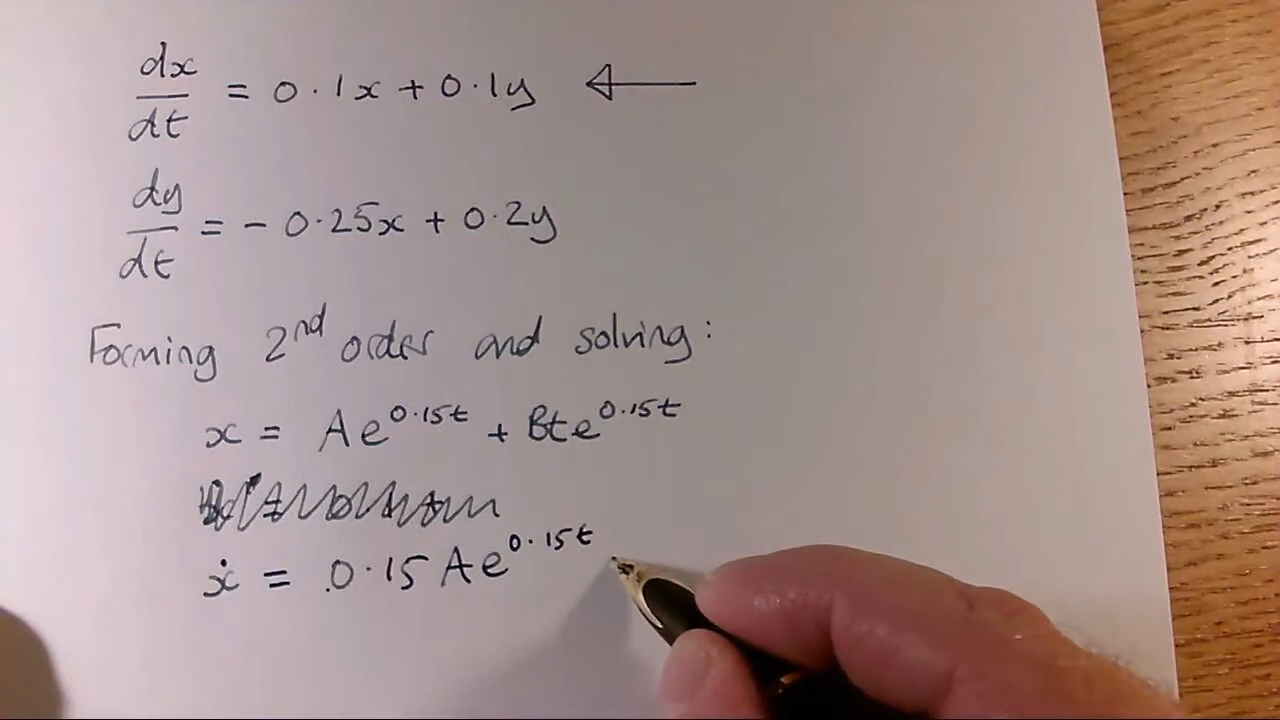 dx/dt = 0.1x + 0.1y ←
dy/dt = - 0.25x + 0.2y
Forming 2nd order and solving:
x = Ae^0.15t + Bte^0.15t
ẋ = 0.15Ae^0.15t